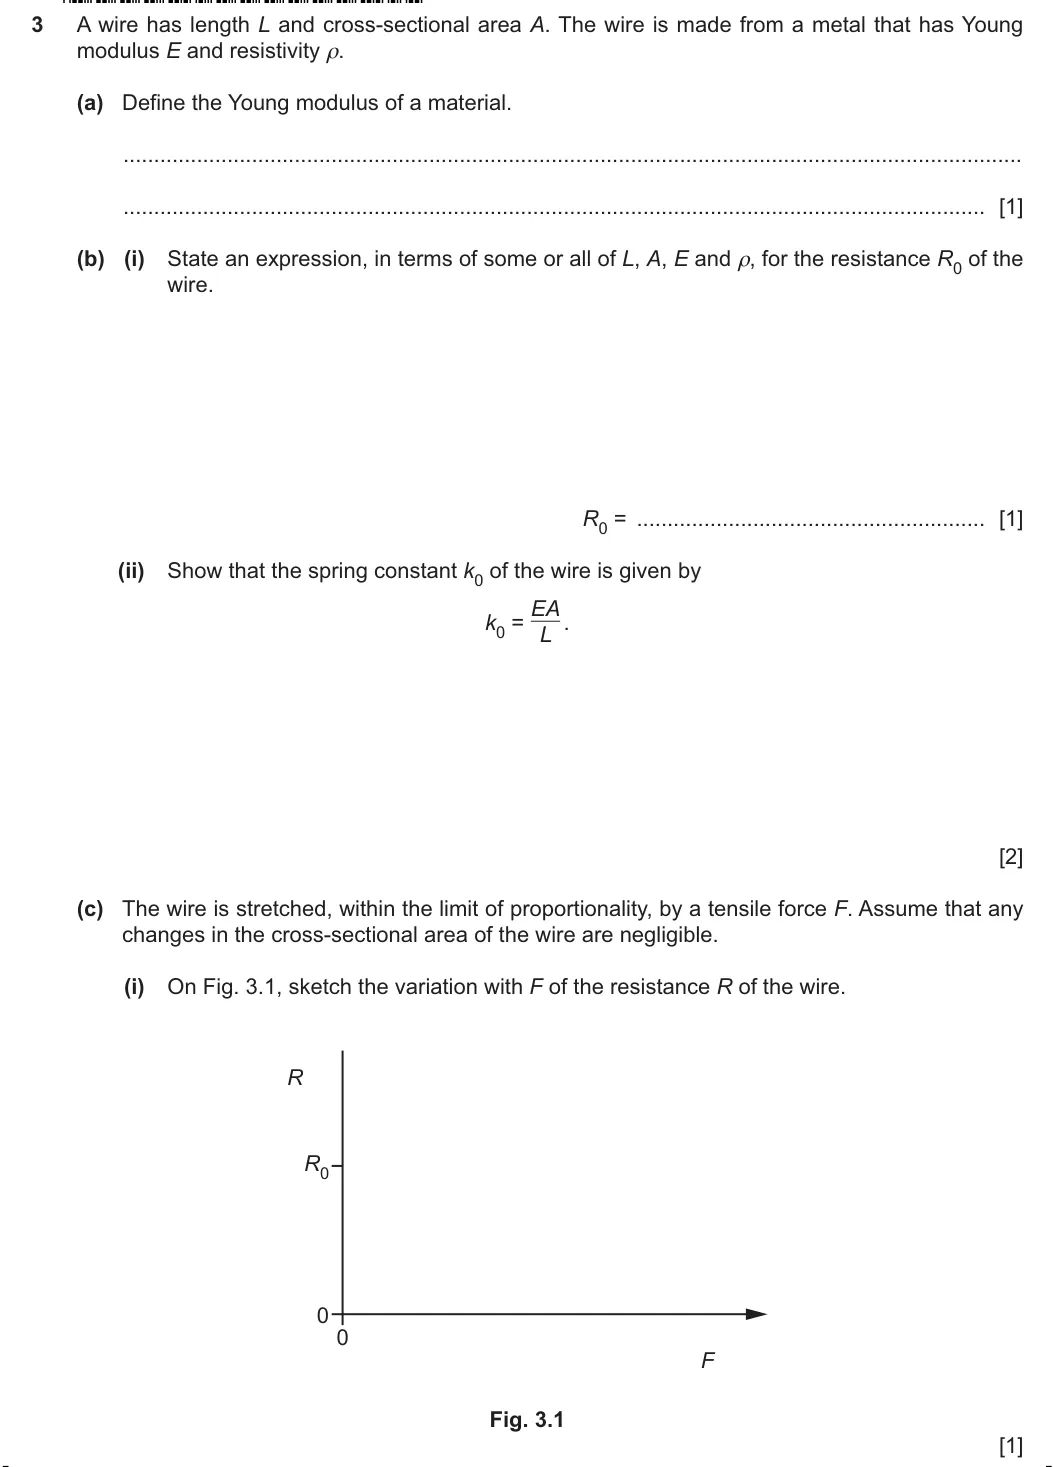 3 A wire has length L and cross-sectional area A. The wire is made from a metal that has Young
modulus E and resistivity ρ.
(a) Define the Young modulus of a material.
....................................................................................................................................................
.............................................................................................................................................. [1]
(b) (i) State an expression, in terms of some or all of L, A, E and ρ, for the resistance R₀ of the
wire.
R₀ = ......................................................... [1]
(ii) Show that the spring constant k₀ of the wire is given by
k₀ = EA/L.
[2]
(c) The wire is stretched, within the limit of proportionality, by a tensile force F. Assume that any
changes in the cross-sectional area of the wire are negligible.
(i) On Fig. 3.1, sketch the variation with F of the resistance R of the wire.
R
R₀
0
0
F
Fig. 3.1
[1]